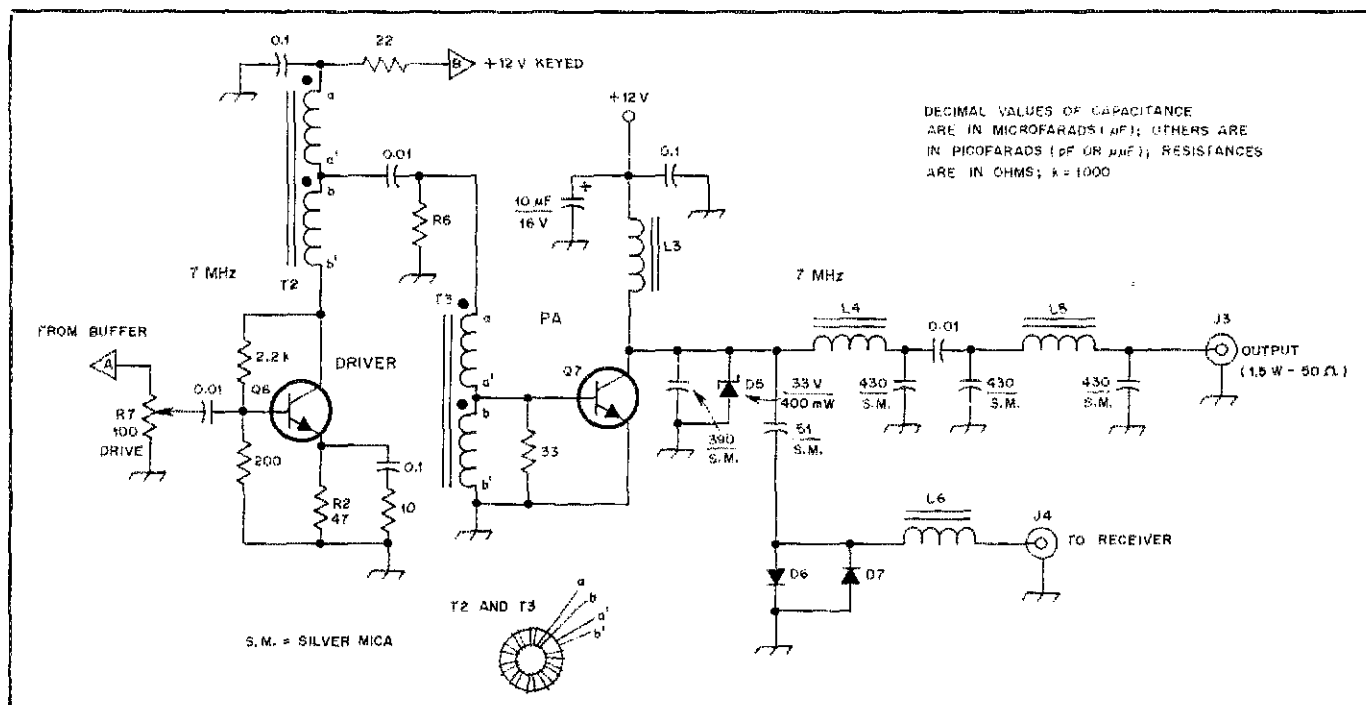 0.1
22
B
+12 V KEYED
a
a'
b
b'
T2
7 MHz
0.01
R6
+12 V
0.1
10 µF
16 V
L3
DECIMAL VALUES OF CAPACITANCE
ARE IN MICROFARADS (µF); OTHERS ARE
IN PICOFARADS (pF OR µµF); RESISTANCES
ARE IN OHMS; k = 1000
FROM BUFFER
A
R7
100
DRIVE
0.01
2.2 k
200
Q6
DRIVER
R2
47
0.1
10
T3
a
a'
b
b'
33
PA
Q7
390
S.M.
D5
33 V
400 mW
51
S.M.
7 MHz
L4
430
S.M.
0.01
430
S.M.
L5
430
S.M.
J3
OUTPUT
(1.5 W - 50 Ω)
D6
D7
L6
J4
TO RECEIVER
T2 AND T3
a
b
a'
b'
S.M. = SILVER MICA